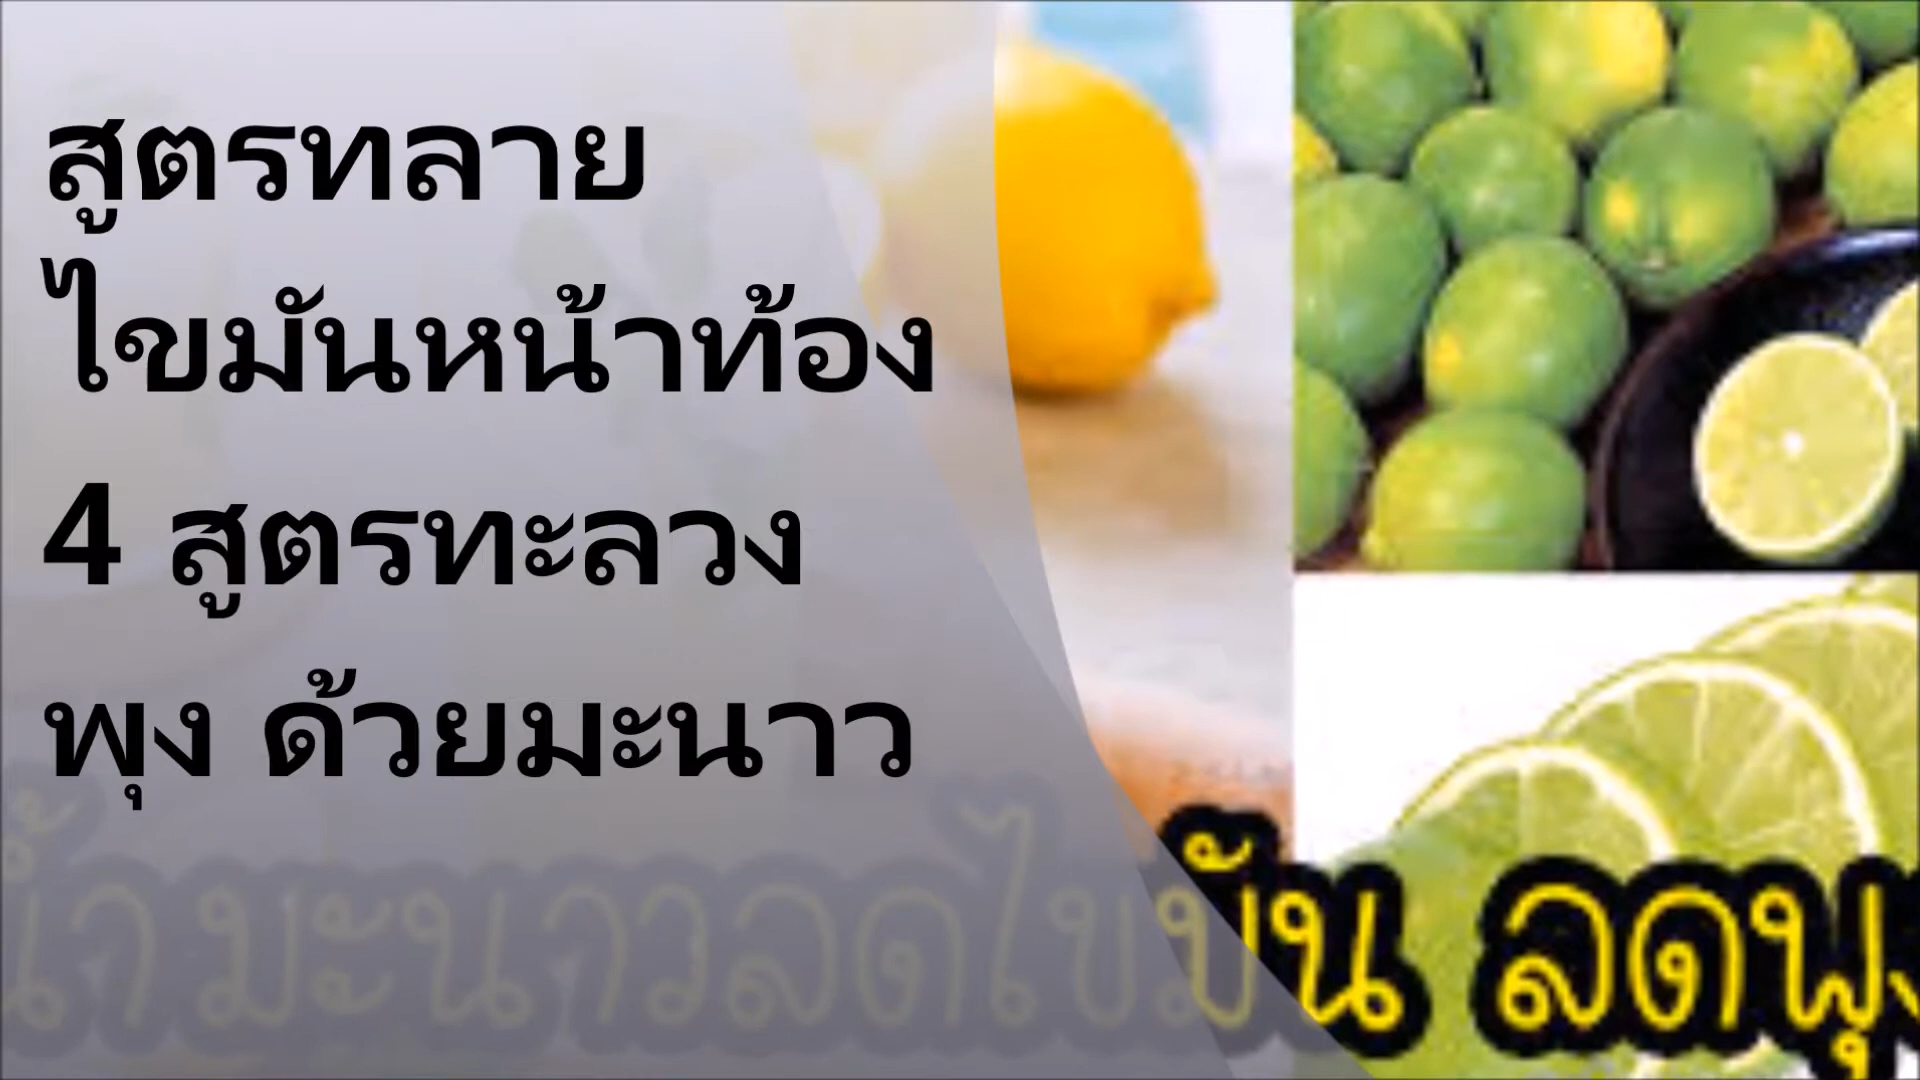 สูตรทลาย
ไขมันหน้าท้อง
4 สูตรทะลวง
พุง ด้วยมะนาว
น้ำมะนาวลดไขมัน ลดพุง